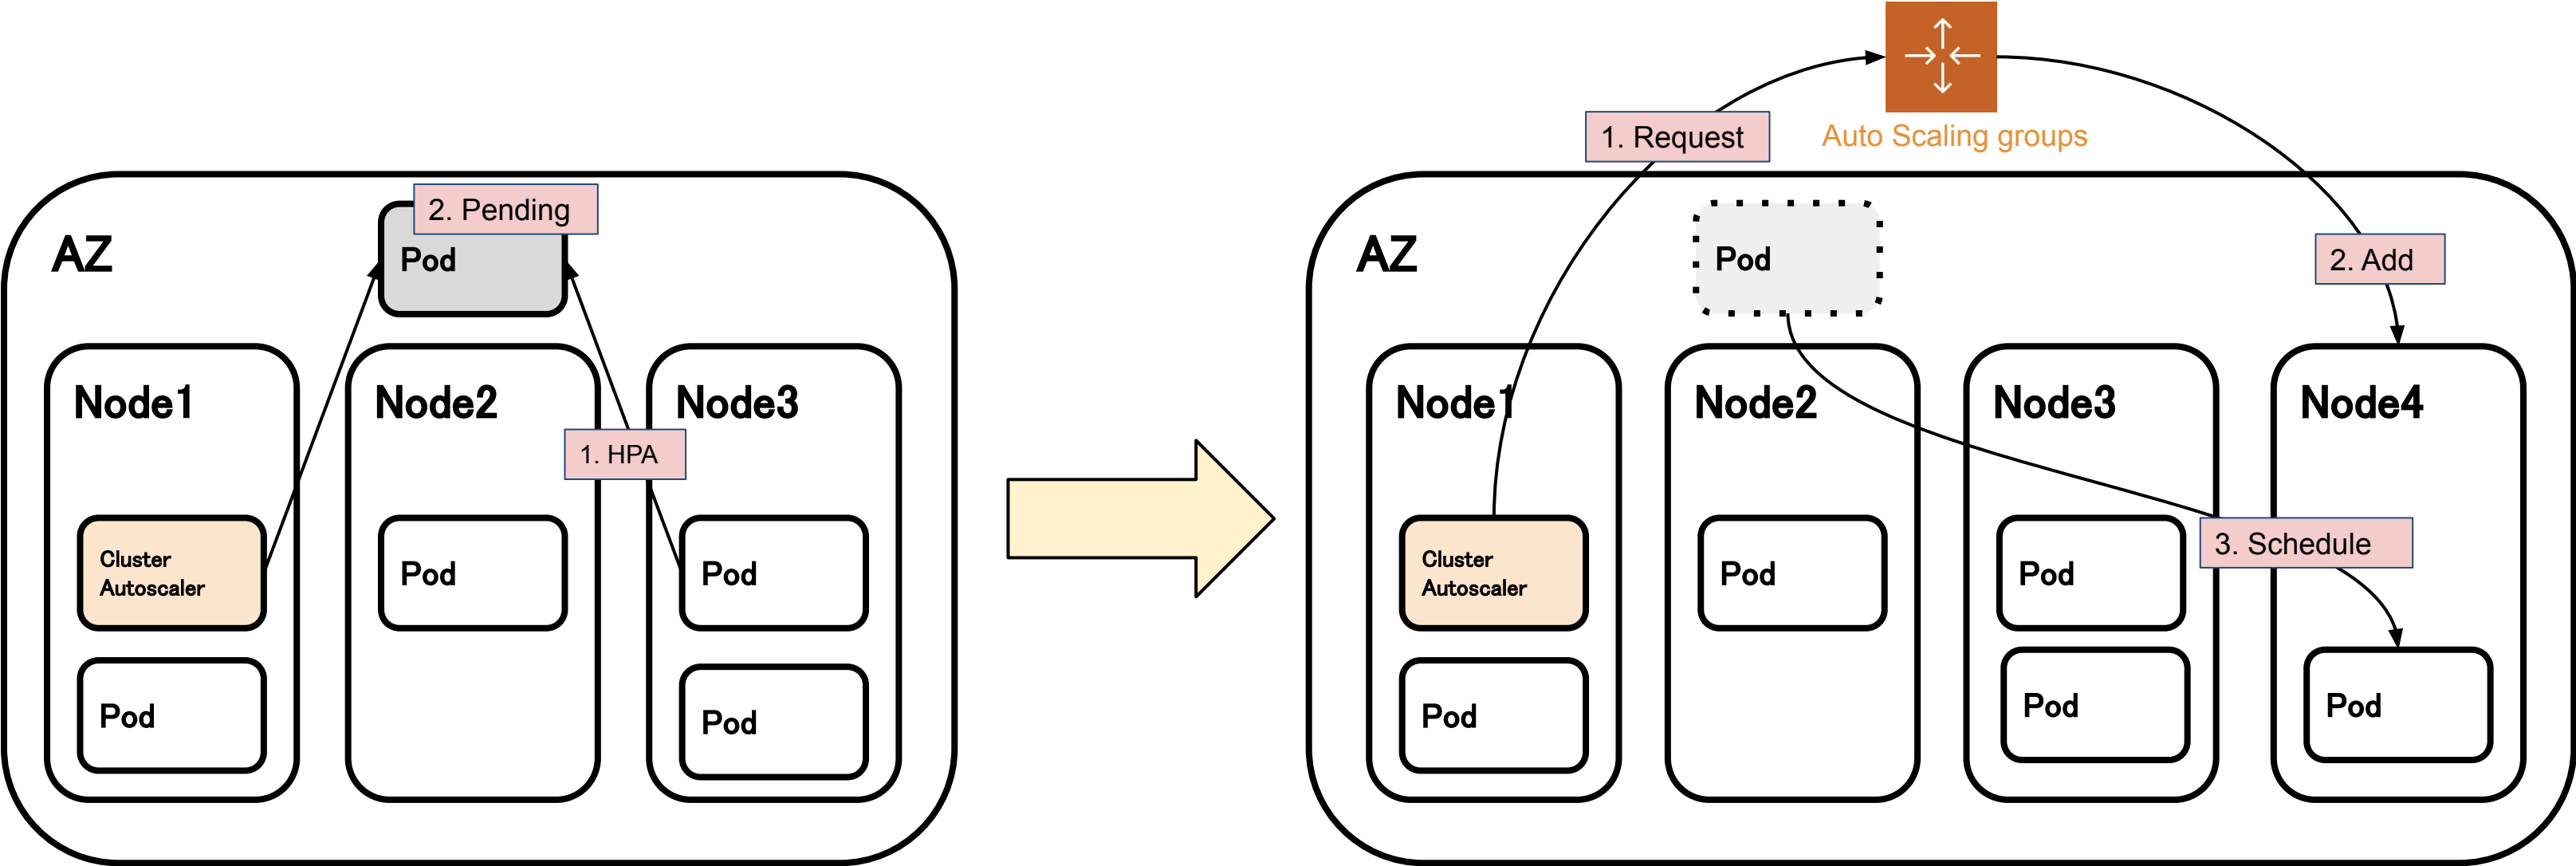 AZ
2. Pending
Pod
Node1
Node2
Node3
1. HPA
Cluster
Autoscaler
Pod
Pod
Pod
Pod
Auto Scaling groups
1. Request
AZ
Pod
2. Add
Node1
Node2
Node3
Node4
Cluster
Autoscaler
Pod
Pod
3. Schedule
Pod
Pod
Pod